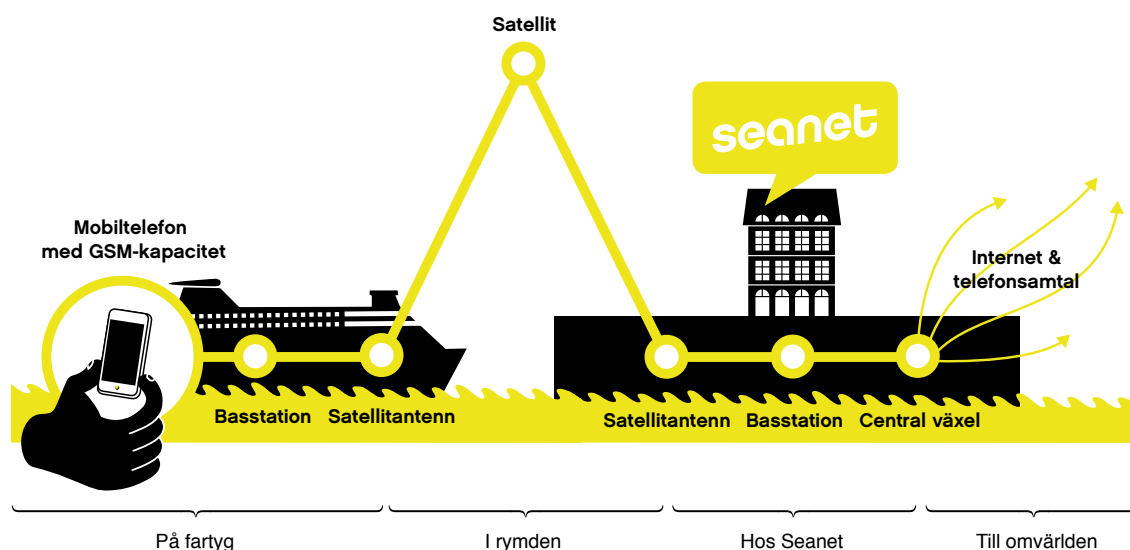 Satellit
seanet
Mobiltelefon
med GSM-kapacitet
Internet &
telefonsamtal
Basstation
Satellitantenn
Satellitantenn
Basstation
Central växel
På fartyg
I rymden
Hos Seanet
Till omvärlden